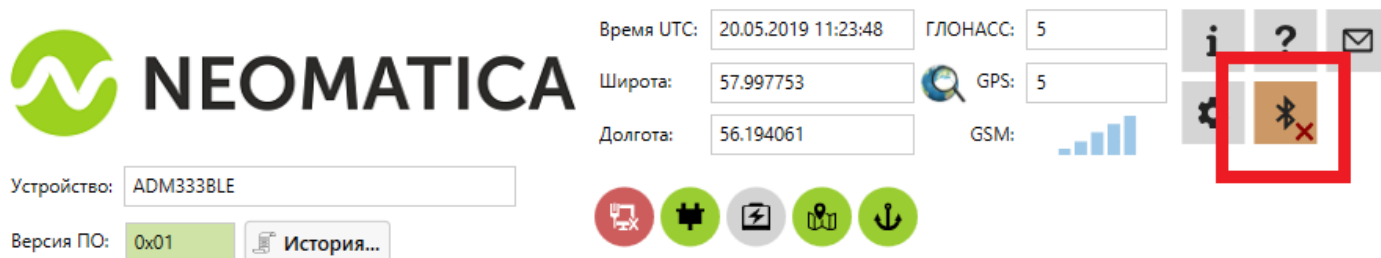 NEOMATICA
Устройство: ADM333BLE
Версия ПО: 0x01 История...
Время UTC: 20.05.2019 11:23:48 ГЛОНАСС: 5
Широта: 57.997753 GPS: 5
Долгота: 56.194061 GSM: